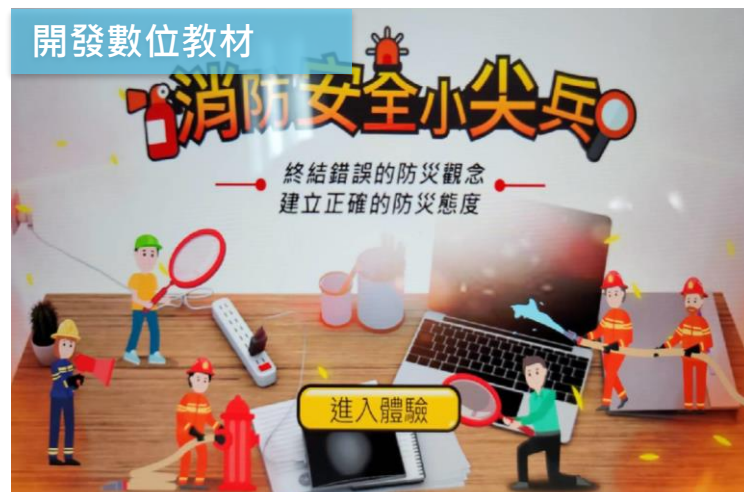 開發數位教材
消防安全小尖兵
終結錯誤的防災觀念
建立正確的防災態度
進入體驗